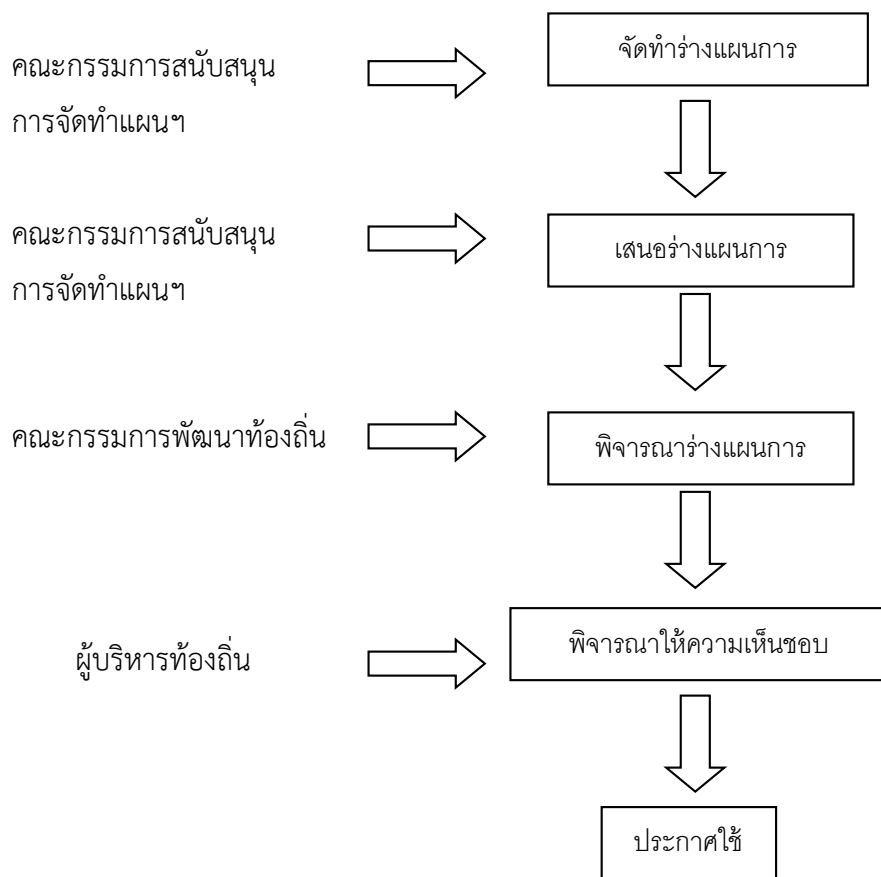 คณะกรรมการสนับสนุน
การจัดทำแผนฯ
จัดทำร่างแผนการ
คณะกรรมการสนับสนุน
การจัดทำแผนฯ
เสนอร่างแผนการ
คณะกรรมการพัฒนาท้องถิ่น
พิจารณาร่างแผนการ
ผู้บริหารท้องถิ่น
พิจารณาให้ความเห็นชอบ
ประกาศใช้